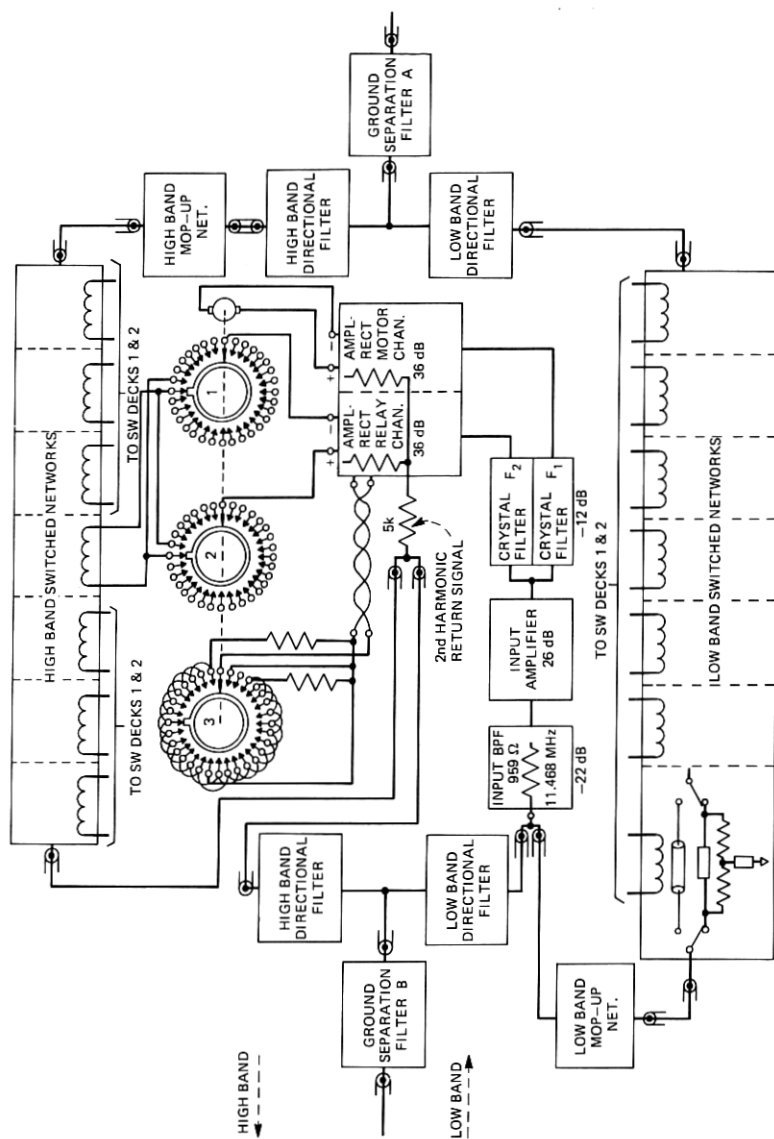 HIGH BAND
LOW BAND
GROUND
SEPARATION
FILTER B
HIGH BAND
DIRECTIONAL
FILTER
LOW BAND
DIRECTIONAL
FILTER
LOW BAND
MOP-UP
NET.
TO SW DECKS 1 & 2
HIGH BAND SWITCHED NETWORKS
TO SW DECKS 1 & 2
3
2
1
2nd HARMONIC
RETURN SIGNAL
5k
+
−
+
−
AMPL-
RECT
RELAY
CHAN.
36 dB
AMPL-
RECT
MOTOR
CHAN.
36 dB
INPUT BPF
959 Ω
11.468 MHz
−22 dB
INPUT
AMPLIFIER
26 dB
CRYSTAL
FILTER F2
CRYSTAL
FILTER F1
−12 dB
TO SW DECKS 1 & 2
LOW BAND SWITCHED NETWORKS
HIGH BAND
MOP-UP
NET.
HIGH BAND
DIRECTIONAL
FILTER
LOW BAND
DIRECTIONAL
FILTER
GROUND
SEPARATION
FILTER A